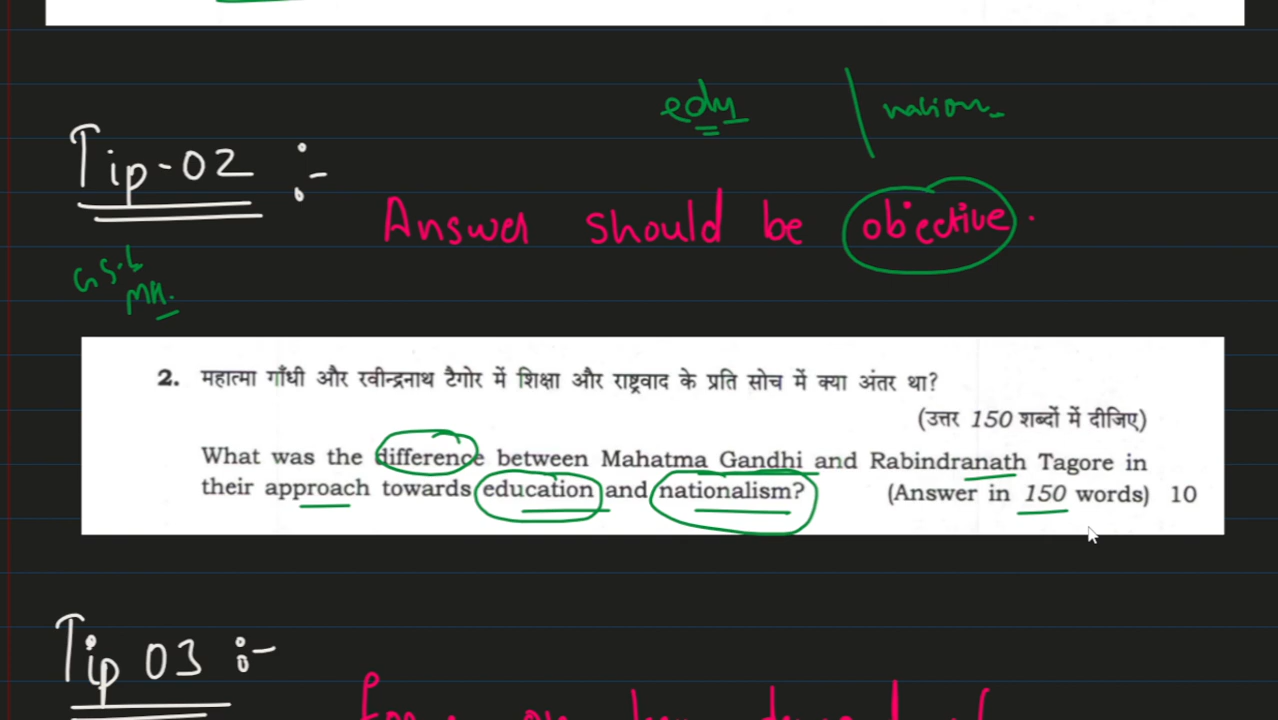 edu | nation
Tip-02 :-
Answer should be objective.
G.S.1
MH.
2. महात्मा गाँधी और रवीन्द्रनाथ टैगोर में शिक्षा और राष्ट्रवाद के प्रति सोच में क्या अंतर था?
(उत्तर 150 शब्दों में दीजिए)
What was the difference between Mahatma Gandhi and Rabindranath Tagore in
their approach towards education and nationalism? (Answer in 150 words) 10
Tip 03 :-